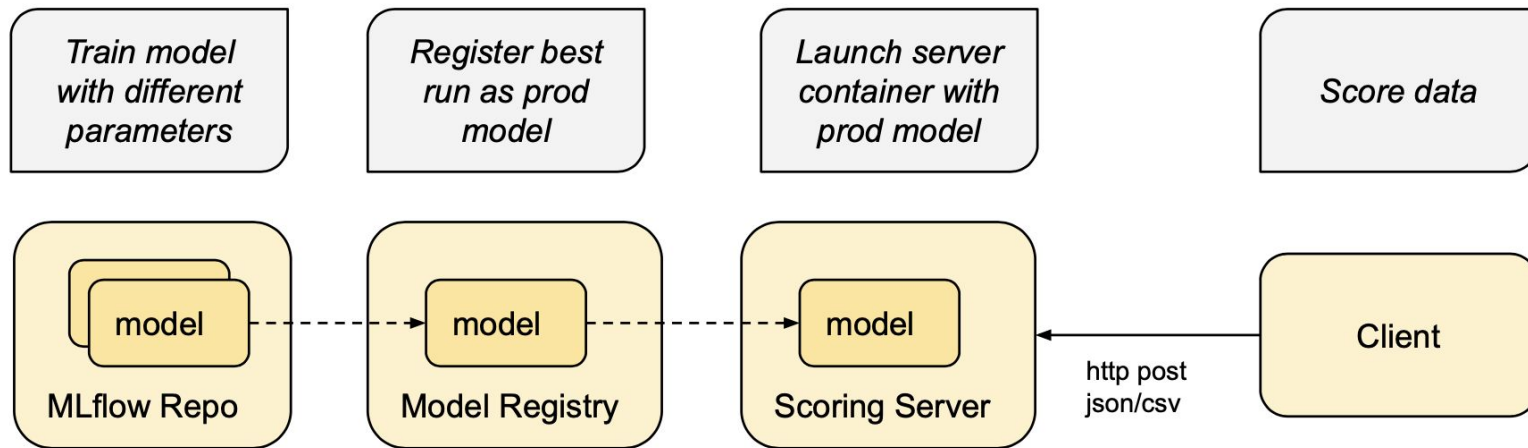 Train model
with different
parameters
Register best
run as prod
model
Launch server
container with
prod model
Score data
model
MLflow Repo
model
Model Registry
model
Scoring Server
http post
json/csv
Client